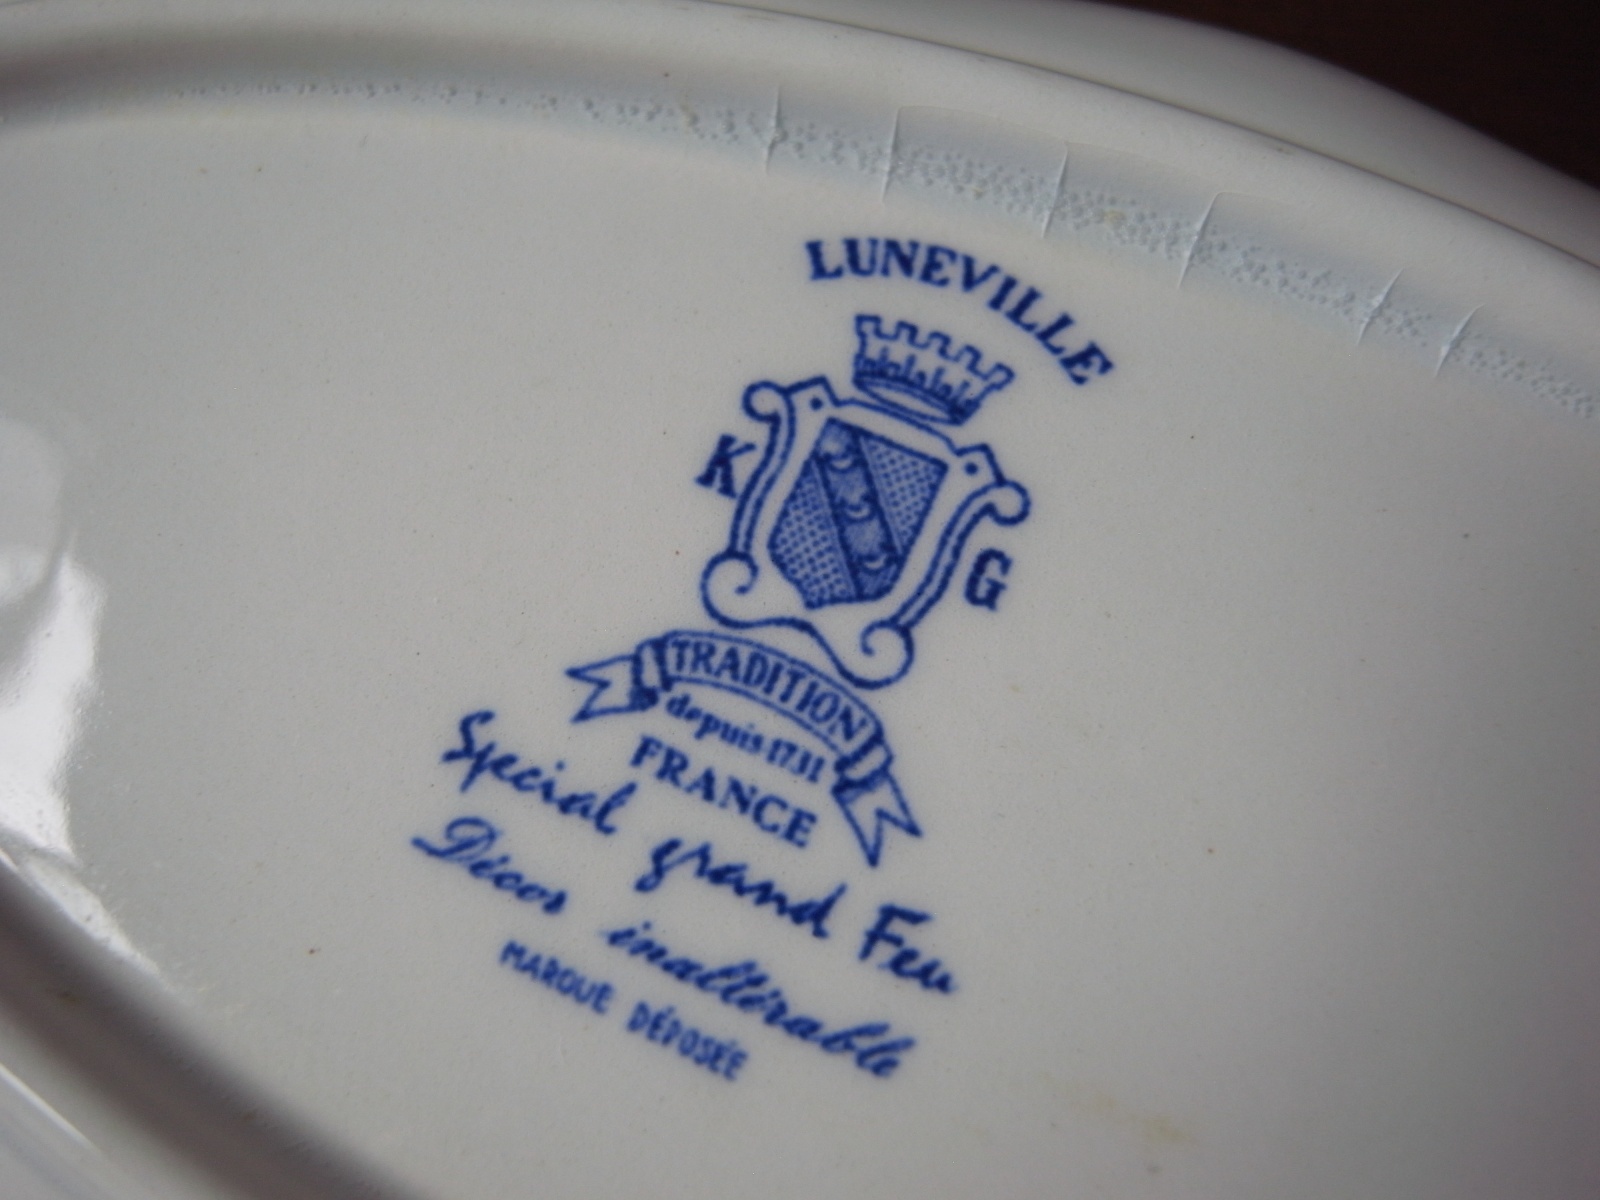 LUNEVILLE
K G
TRADITION
depuis 1731
FRANCE
Special grand Feu
Décor inaltérable
MARQUE DÉPOSÉE